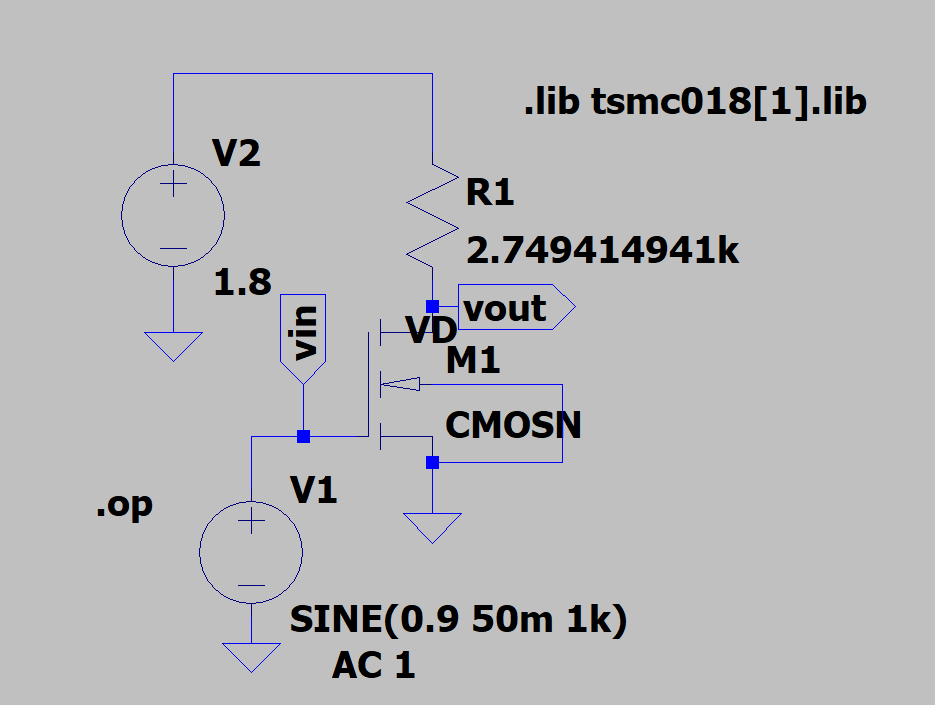 .lib tsmc018[1].lib
V2
R1
2.749414941k
1.8
vin
vout
VD
M1
CMOSN
V1
.op
SINE(0.9 50m 1k)
AC 1